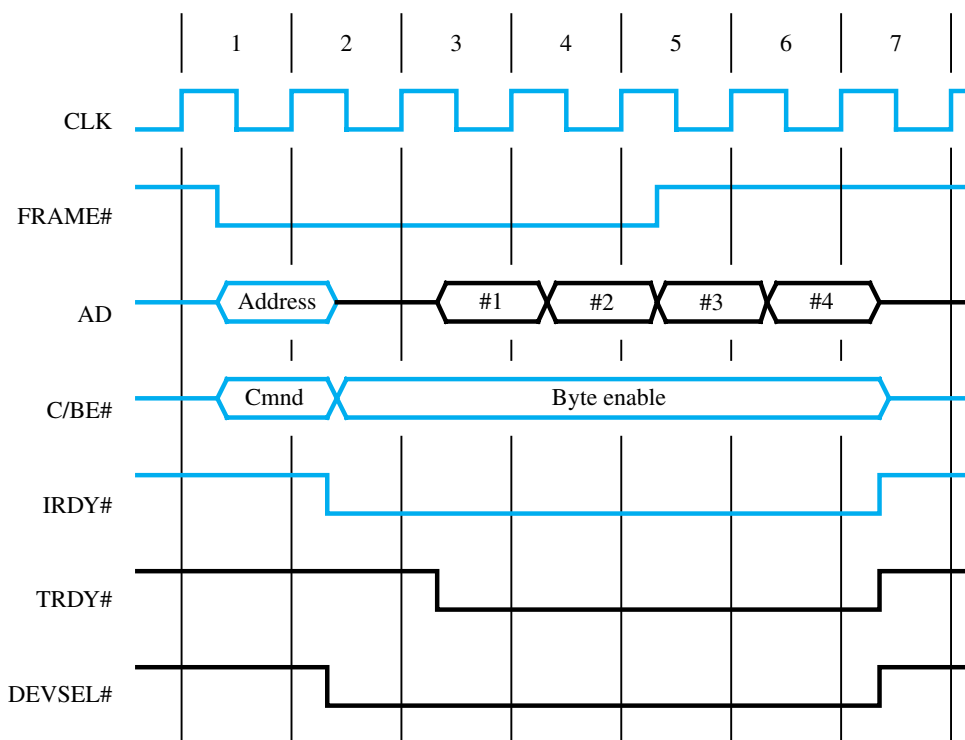 1 2 3 4 5 6 7
CLK
FRAME#
AD Address #1 #2 #3 #4
C/BE# Cmnd Byte enable
IRDY#
TRDY#
DEVSEL#